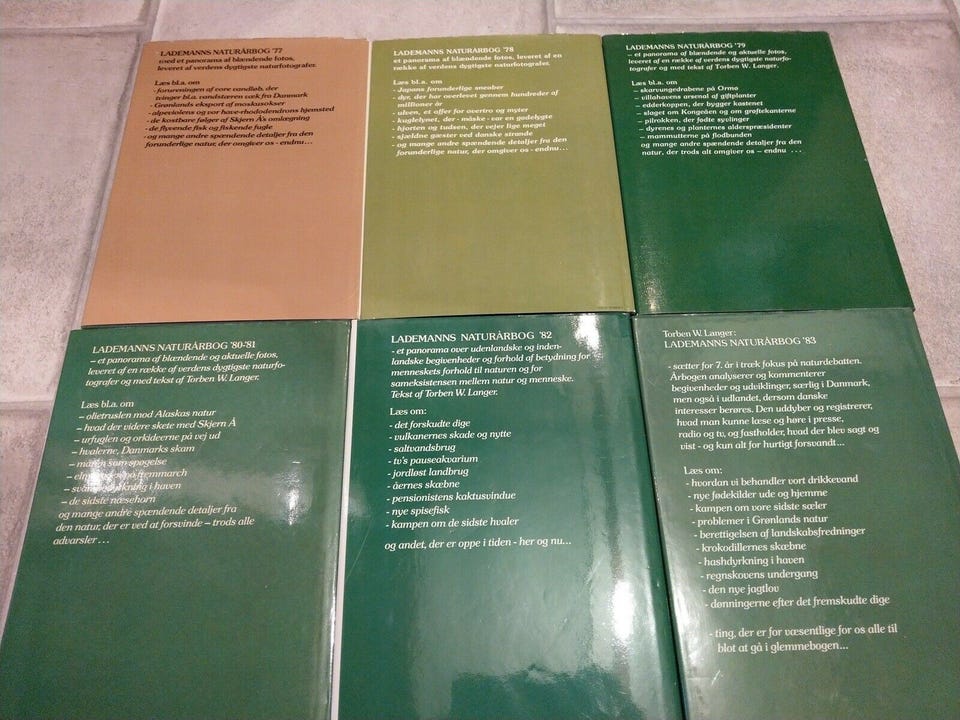 LADEMANNS NATURÅRBOG '77
med et panorama af blændende fotos,
leveret af verdens dygtigste naturfotografer.
Læs bl.a. om
- forureningen af vore vandløb, der
tvinger bl.a. vandstæren væk fra Danmark
- Grønlands eksport af moskusokser
- alpeviolens og vor have-rhododendrons hjemsted
- de kostbare følger af Skjern Ås omlægning
- de flyvende fisk og fiskende fugle
- og mange andre spændende detaljer fra den
forunderlige natur, der omgiver os - endnu...
LADEMANNS NATURÅRBOG '78
et panorama af blændende fotos, leveret af en
række af verdens dygtigste naturfotografer.
Læs bl.a. om
- Japans forunderlige sneaber
- dyr, der har overlevet gennem hundreder af
millioner år
- ulven, et offer for overtro og myter
- kuglelynet, der - måske - var en gadelygte
- hjorten og tudsen, der vejer lige meget
- sjældne gæster ved danske strande
- og mange andre spændende detaljer fra den
forunderlige natur, der omgiver os - endnu...
LADEMANNS NATURÅRBOG '79
– et panorama af blændende og aktuelle fotos,
leveret af en række af verdens dygtigste naturfo-
tografer og med tekst af Torben W. Langer.
Læs bl.a. om
– skarvungedrabene på Ormø
– villahavens arsenal af giftplanter
– edderkoppen, der bygger kastenet
– slaget om Kongeåen og om grøftekanterne
– pilroken, der fødte syvlinger
– dyrenes og planternes alderspræsidenter
– mammutterne på flodbunden
– og mange andre spændende detaljer fra den
natur, der trods alt omgiver os – endnu ...
LADEMANNS NATURÅRBOG '80-'81
– et panorama af blændende og aktuelle fotos,
leveret af en række af verdens dygtigste naturfo-
tografer og med tekst af Torben W. Langer.
Læs bl.a. om
– olietruslen mod Alaskas natur
– hvad der videre skete med Skjern Å
– urfuglen og orkideerne på vej ud
– hvalerne, Danmarks skam
– måren som spøgelse
– fremmarch
– i haven
– de sidste næsehorn
og mange andre spændende detaljer fra
den natur, der er ved at forsvinde – trods alle
advarsler...
LADEMANNS NATURÅRBOG '82
- et panorama over udenlandske og inden-
landske begivenheder og forhold af betydning for
menneskets forhold til naturen og for
sameksistensen mellem natur og menneske.
Tekst af Torben W. Langer.
Læs om:
- det forskudte dige
- vulkanernes skade og nytte
- saltvandsbrug
- tv's pauseakvarium
- jordløst landbrug
- åernes skæbne
- pensionistens kaktusvindue
- nye spisefisk
- kampen om de sidste hvaler
og andet, der er oppe i tiden - her og nu...
Torben W. Langer:
LADEMANNS NATURÅRBOG '83
- sætter for 7. år i træk fokus på naturdebatten.
Årbogen analyserer og kommenterer
begivenheder og udviklinger, særlig i Danmark,
men også i udlandet, dersom danske
interesser berøres. Den uddyber og registrerer,
hvad man kunne læse og høre i presse,
radio og tv, og fastholder, hvad der blev sagt og
vist - og kun alt for hurtigt forsvandt...
Læs om:
- hvordan vi behandler vort drikkevand
- nye fødekilder ude og hjemme
- kampen om vore sidste sæler
- problemer i Grønlands natur
- berettigelsen af landskabsfredninger
- krokodillernes skæbne
- hashdyrkning i haven
- regnskovens undergang
- den nye jagtlov
- dønningerne efter det fremskudte dige
- ting, der er for væsentlige for os alle til
blot at gå i glemmebogen...